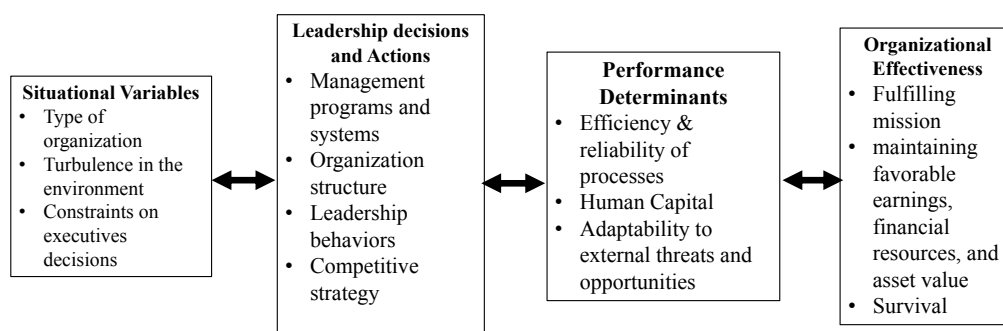 Situational Variables
• Type of
organization
• Turbulence in the
environment
• Constraints on
executives
decisions
Leadership decisions
and Actions
• Management
programs and
systems
• Organization
structure
• Leadership
behaviors
• Competitive
strategy
Performance
Determinants
• Efficiency &
reliability of
processes
• Human Capital
• Adaptability to
external threats and
opportunities
Organizational
Effectiveness
• Fulfilling
mission
• maintaining
favorable
earnings,
financial
resources, and
asset value
• Survival